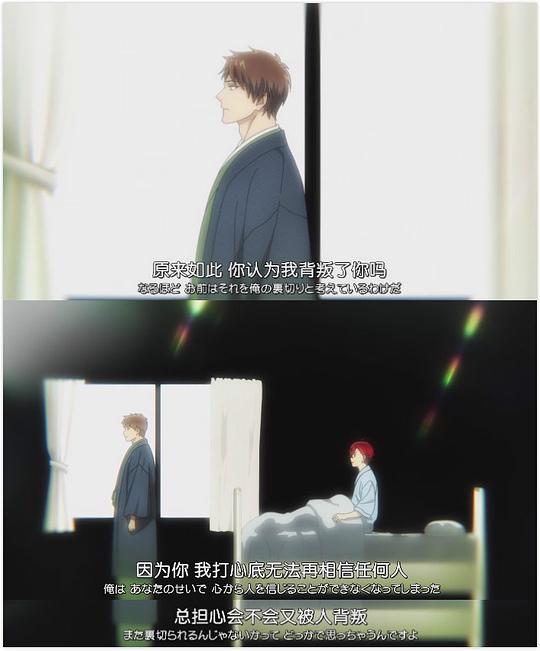 原来如此 你认为我背叛了你吗
なるほど お前はそれを俺の裏切りと考えているわけだ
因为你 我打心底无法再相信任何人
俺は あなたのせいで 心から人を信じることができなくなってしまった
总担心会不会又被人背叛
また裏切られるんじゃないかって どっかで思っちゃうんですよ